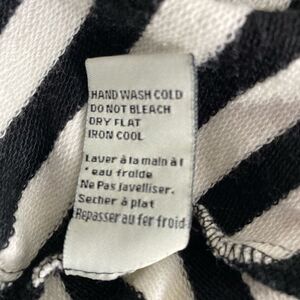 HAND WASH COLD
DO NOT BLEACH
DRY FLAT
IRON COOL
Laver à la main à l
' eau froide
Ne Pas Javelliser.
Secher à plat
Repasser au fer froid